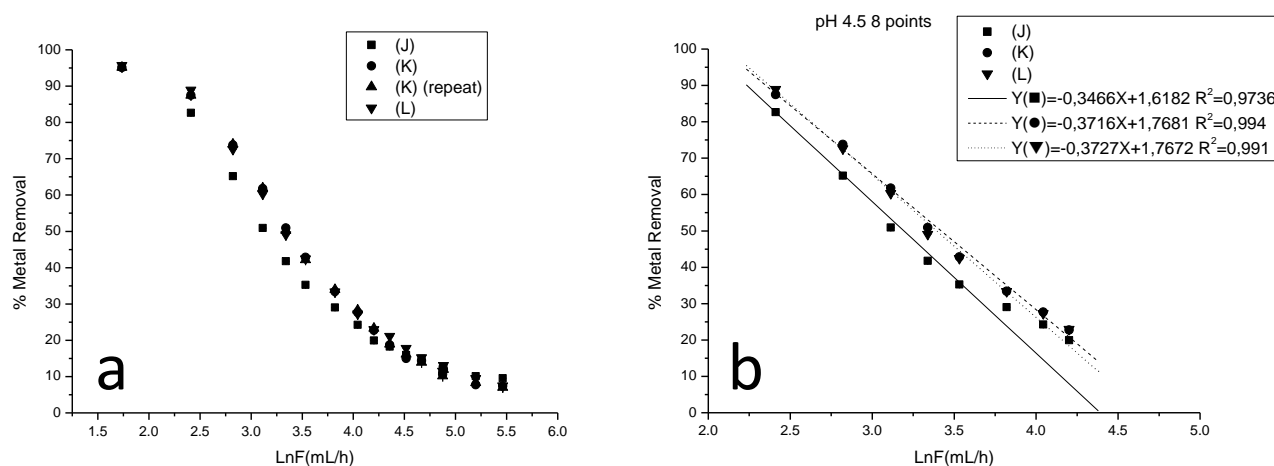 (J)
(K)
(K) (repeat)
(L)
100
90
80
70
60
50
40
30
20
10
0
% Metal Removal
a
1.5 2.0 2.5 3.0 3.5 4.0 4.5 5.0 5.5 6.0
LnF(mL/h)
pH 4.5 8 points
(J)
(K)
(L)
Y(■)=-0,3466X+1,6182 R²=0,9736
Y(●)=-0,3716X+1,7681 R²=0,994
Y(▼)=-0,3727X+1,7672 R²=0,991
100
90
80
70
60
50
40
30
20
10
0
% Metal Removal
b
2.0 2.5 3.0 3.5 4.0 4.5 5.0
LnF(mL/h)